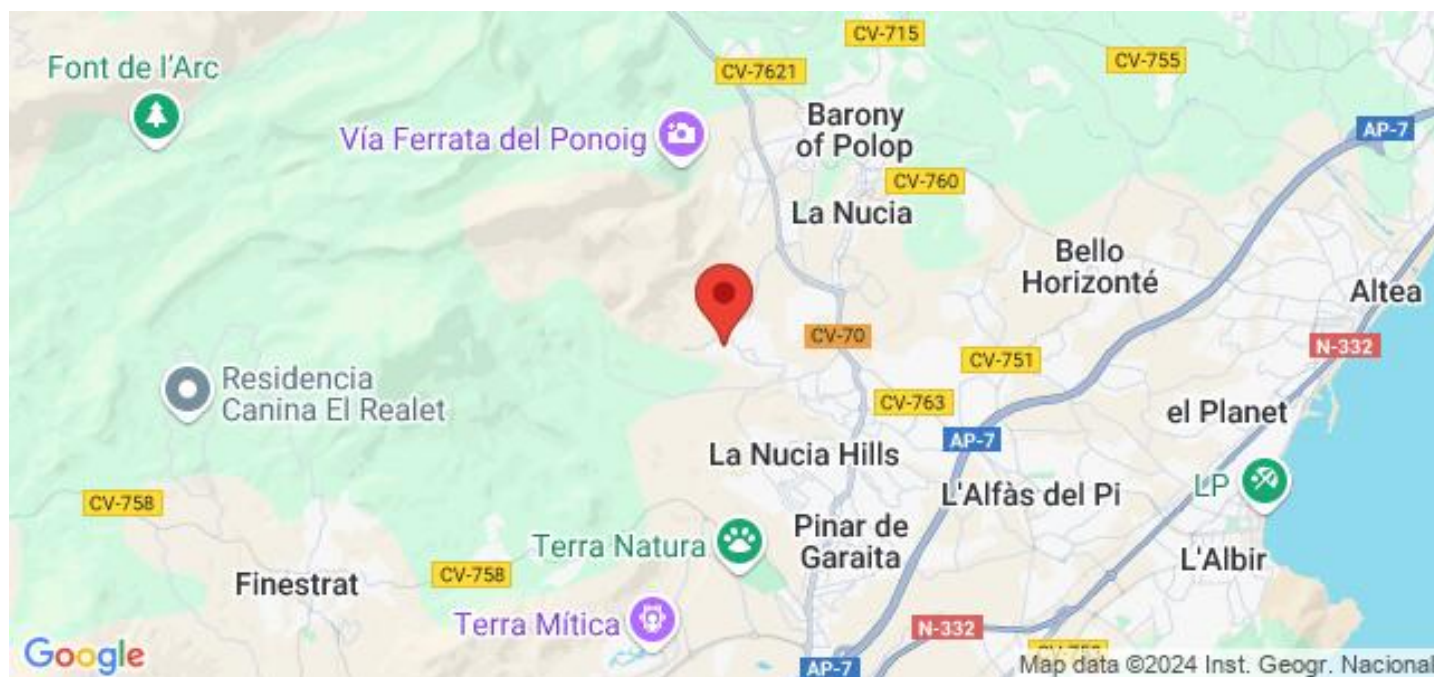 CV-715
CV-755
Font de l'Arc
CV-7621
Barony
of Polop
AP-7
Vía Ferrata del Ponoig
CV-760
La Nucia
Bello
Horizonté
Altea
CV-70
N-332
CV-751
Residencia
Canina El Realet
CV-763
el Planet
AP-7
La Nucia Hills
LP
L'Alfàs del Pi
CV-758
Terra Natura
Pinar de
Garaita
L'Albir
Finestrat
CV-758
Terra Mítica
N-332
Google
AP-7
Map data ©2024 Inst. Geogr. Nacional